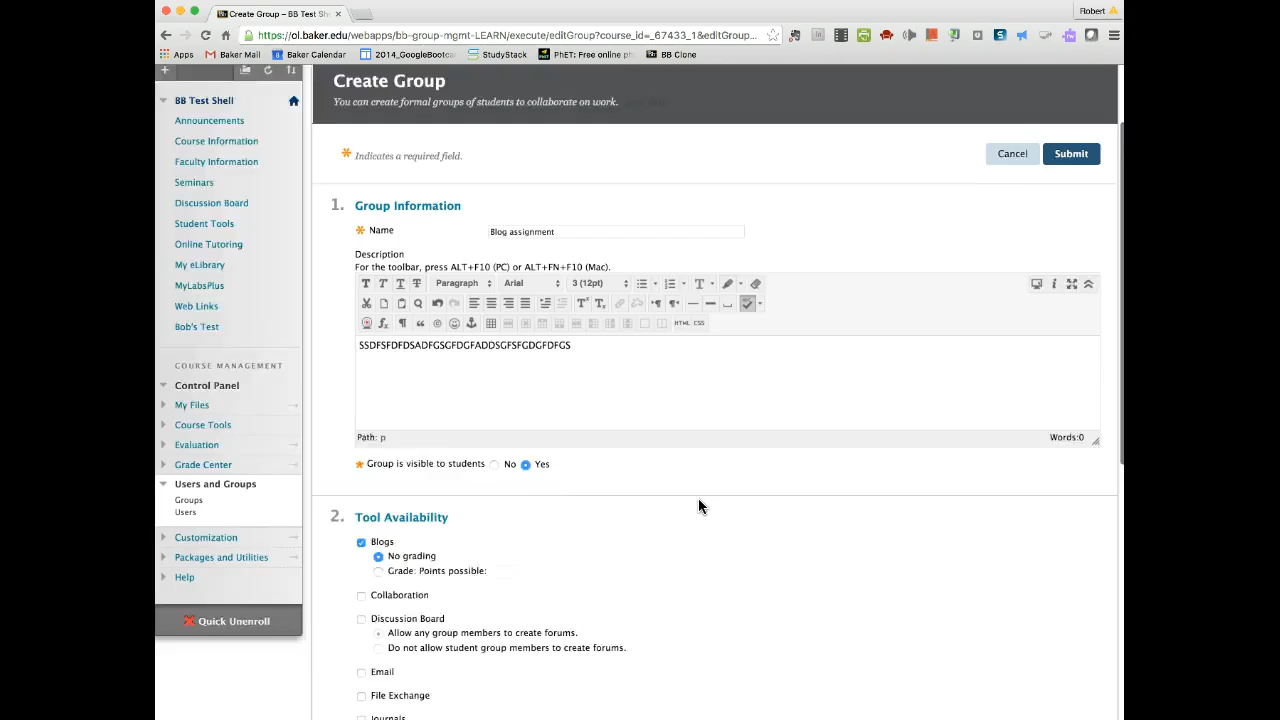 Create Group – BB Test Sh
Robert
https://ol.baker.edu/webapps/bb-group-mgmt-LEARN/execute/editGroup?course_id=_67433_1&editGroup...
Apps
Baker Mail
Baker Calendar
2014_GoogleBootc
StudyStack
PhET: Free online ph
BB Clone
BB Test Shell
Announcements
Course Information
Faculty Information
Seminars
Discussion Board
Student Tools
Online Tutoring
My eLibrary
MyLabsPlus
Web Links
Bob's Test
COURSE MANAGEMENT
Control Panel
My Files
Course Tools
Evaluation
Grade Center
Users and Groups
Groups
Users
Customization
Packages and Utilities
Help
Quick Unenroll
Create Group
You can create formal groups of students to collaborate on work.
Indicates a required field.
Cancel
Submit
1. Group Information
Name
Blog assignment
Description
For the toolbar, press ALT+F10 (PC) or ALT+FN+F10 (Mac).
T T T T Paragraph Arial 3 (12pt)
HTML CSS
SSDFSFDFDSADFGSGFDGFADDSGFSFGDGFDFGS
Path: p
Words:0
Group is visible to students No Yes
2. Tool Availability
Blogs
No grading
Grade: Points possible:
Collaboration
Discussion Board
Allow any group members to create forums.
Do not allow student group members to create forums.
Email
File Exchange
Journals